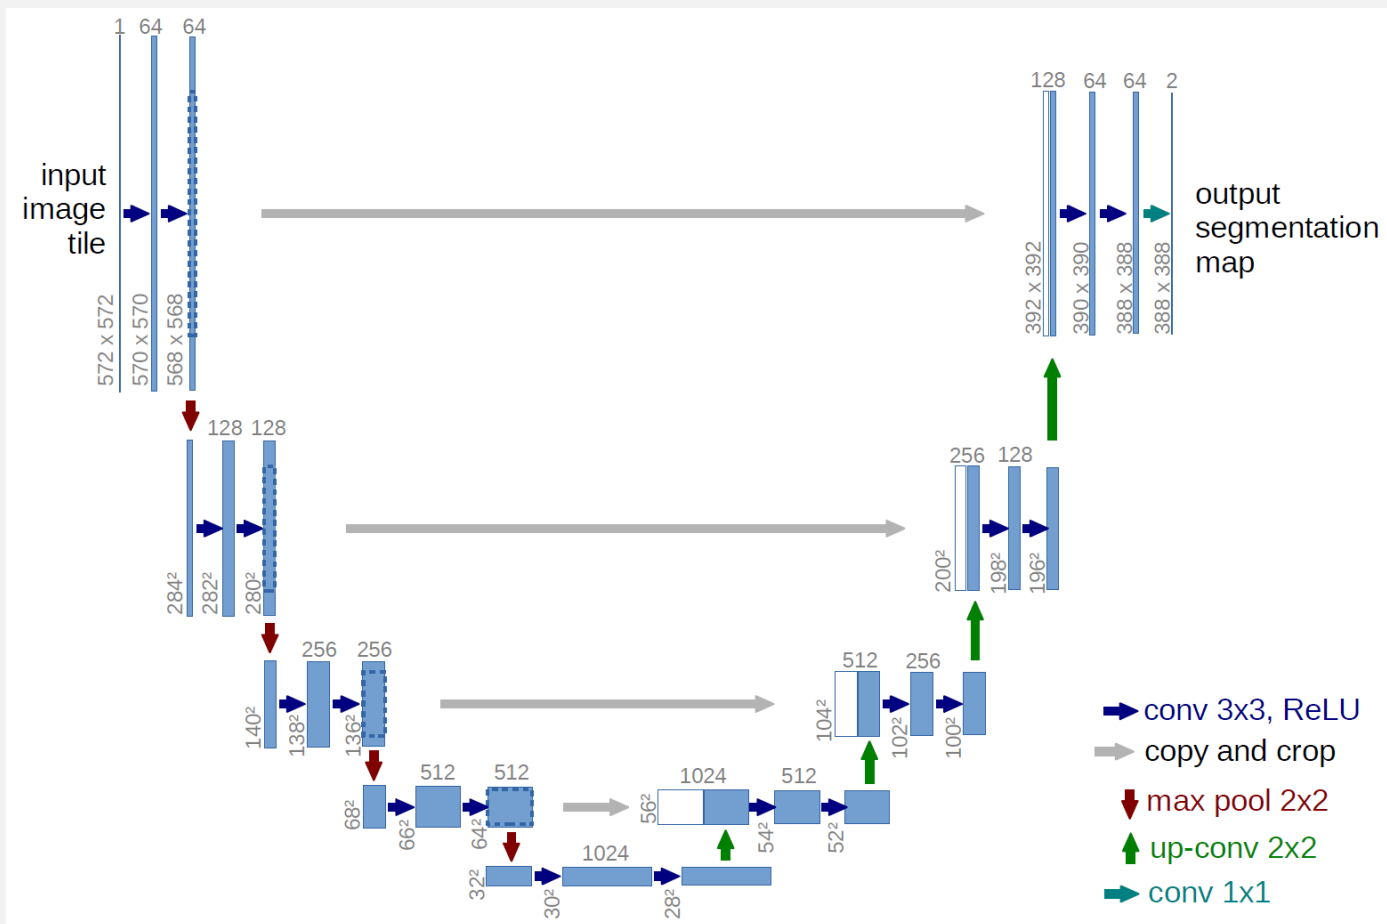 1 64 64
128 64 64 2
input
image
tile
output
segmentation
map
572 x 572
570 x 570
568 x 568
392 x 392
390 x 390
388 x 388
388 x 388
128 128
256 128
284²
282²
280²
200²
198²
196²
256 256
512 256
140²
138²
136²
104²
102²
100²
512 512
1024 512
68²
66²
64²
56²
54²
52²
1024
32²
30²
28²
conv 3x3, ReLU
copy and crop
max pool 2x2
up-conv 2x2
conv 1x1